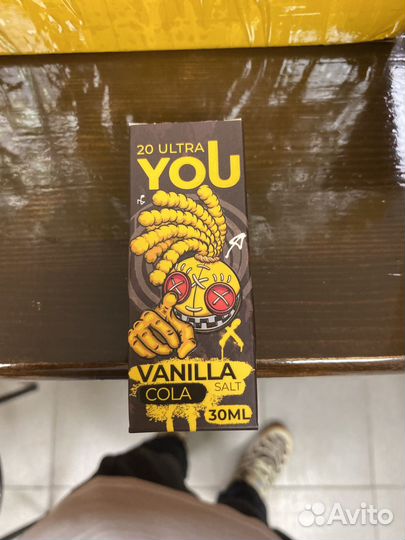 20 ULTRA
YOU
VANILLA
COLA SALT
30ML
Avito